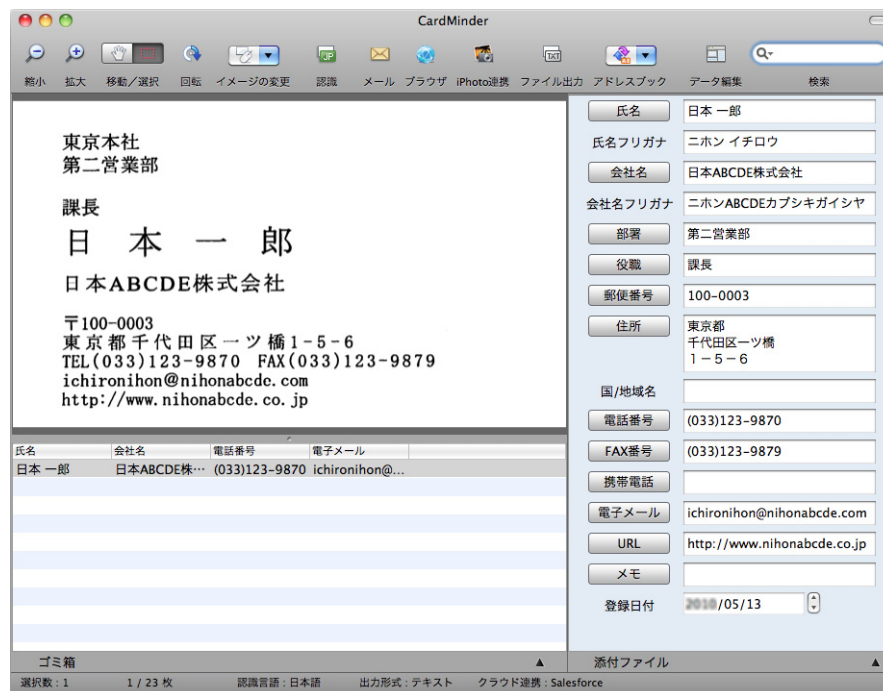 CardMinder
縮小 拡大 移動／選択 回転 イメージの変更 認識 メール ブラウザ iPhoto連携 ファイル出力 アドレスブック データ編集 検索
東京本社
第二営業部
課長
日 本 一 郎
日本ABCDE株式会社
〒100-0003
東京都千代田区一ツ橋1-5-6
TEL(033)123-9870 FAX(033)123-9879
ichironihon@nihonabcde.com
http://www.nihonabcde.co.jp
氏名 会社名 電話番号 電子メール
日本 一郎 日本ABCDE株… (033)123-9870 ichironihon@...
ゴミ箱
氏名 日本 一郎
氏名フリガナ ニホン イチロウ
会社名 日本ABCDE株式会社
会社名フリガナ ニホンABCDEカブシキガイシヤ
部署 第二営業部
役職 課長
郵便番号 100-0003
住所 東京都
千代田区一ツ橋
１－５－６
国/地域名
電話番号 (033)123-9870
FAX番号 (033)123-9879
携帯電話
電子メール ichironihon@nihonabcde.com
URL http://www.nihonabcde.co.jp
メモ
登録日付 /05/13
添付ファイル
選択数：1 1 / 23 枚 認識言語：日本語 出力形式：テキスト クラウド連携：Salesforce